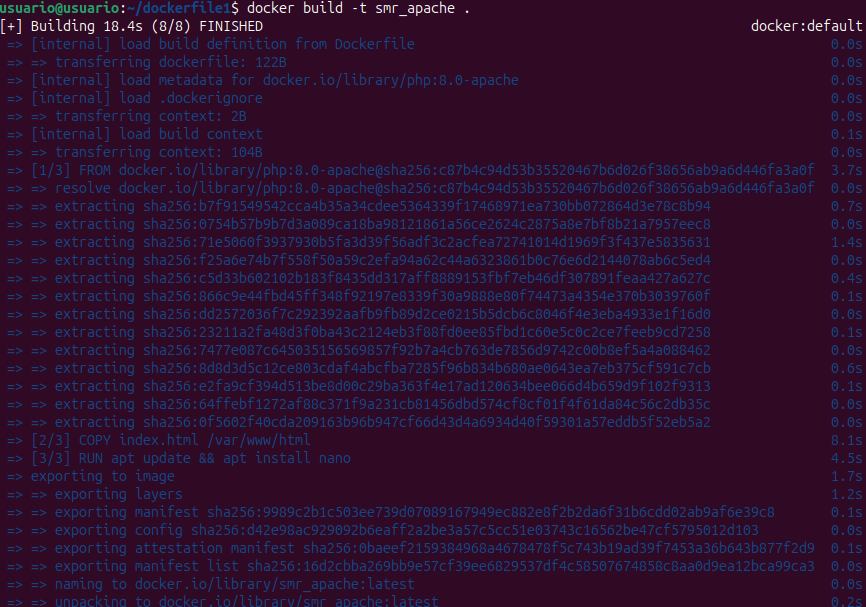 usuario@usuario:~/dockerfile1$ docker build -t smr_apache .
[+] Building 18.4s (8/8) FINISHED docker:default
=> [internal] load build definition from Dockerfile 0.0s
=> => transferring dockerfile: 122B 0.0s
=> [internal] load metadata for docker.io/library/php:8.0-apache 0.0s
=> [internal] load .dockerignore 0.0s
=> => transferring context: 2B 0.0s
=> [internal] load build context 0.1s
=> => transferring context: 104B 0.0s
=> [1/3] FROM docker.io/library/php:8.0-apache@sha256:c87b4c94d53b35520467b6d026f38656ab9a6d446fa3a0f 3.7s
=> => resolve docker.io/library/php:8.0-apache@sha256:c87b4c94d53b35520467b6d026f38656ab9a6d446fa3a0f 0.0s
=> => extracting sha256:b7f91549542cca4b35a34cdee5364339f17468971ea730bb072864d3e78c8b94 0.7s
=> => extracting sha256:0754b57b9b7d3a089ca18ba98121861a56ce2624c2875a8e7bf8b21a7957eec8 0.0s
=> => extracting sha256:71e5060f3937930b5fa3d39f56adf3c2acfea72741014d1969f3f437e5835631 1.4s
=> => extracting sha256:f25a6e74b7f558f50a59c2efa94a62c44a6323861b0c76e6d2144078ab6c5ed4 0.0s
=> => extracting sha256:c5d33b602102b183f8435dd317aff8889153fbf7eb46df307891feaa427a627c 0.4s
=> => extracting sha256:866c9e44fbd45ff348f92197e8339f30a9888e80f74473a4354e370b3039760f 0.1s
=> => extracting sha256:dd2572036f7c292392aafb9fb89d2ce0215b5dcb6c8046f4e3eba4933e1f16d0 0.0s
=> => extracting sha256:23211a2fa48d3f0ba43c2124eb3f88fd0ee85fbd1c60e5c0c2ce7feeb9cd7258 0.1s
=> => extracting sha256:7477e087c645035156569857f92b7a4cb763de7856d9742c00b8ef5a4a088462 0.0s
=> => extracting sha256:8d8d3d5c12ce803cdaf4abcfba7285f96b834b680ae0643ea7eb375cf591c7cb 0.6s
=> => extracting sha256:e2fa9cf394d513be8d00c29ba363f4e17ad120634bee066d4b659d9f102f9313 0.1s
=> => extracting sha256:64ffebf1272af88c371f9a231cb81456dbd574cf8cf01f4f61da84c56c2db35c 0.0s
=> => extracting sha256:0f5602f40cda209163b96b947cf66d43d4a6934d40f59301a57eddb5f52eb5a2 0.0s
=> [2/3] COPY index.html /var/www/html 8.1s
=> [3/3] RUN apt update && apt install nano 4.5s
=> exporting to image 1.7s
=> => exporting layers 1.2s
=> => exporting manifest sha256:9989c2b1c503ee739d07089167949ec882e8f2b2da6f31b6cdd02ab9af6e39c8 0.1s
=> => exporting config sha256:d42e98ac929092b6eaff2a2be3a57c5cc51e03743c16562be47cf5795012d103 0.0s
=> => exporting attestation manifest sha256:0baeef2159384968a4678478f5c743b19ad39f7453a36b643b877f2d9 0.1s
=> => exporting manifest list sha256:16d2cbba269bb9e57cf39ee6829537df4c58507674858c8aa0d9ea12bca99ca3 0.0s
=> => naming to docker.io/library/smr_apache:latest 0.0s
=> => unpacking to docker.io/library/smr_apache:latest 0.2s